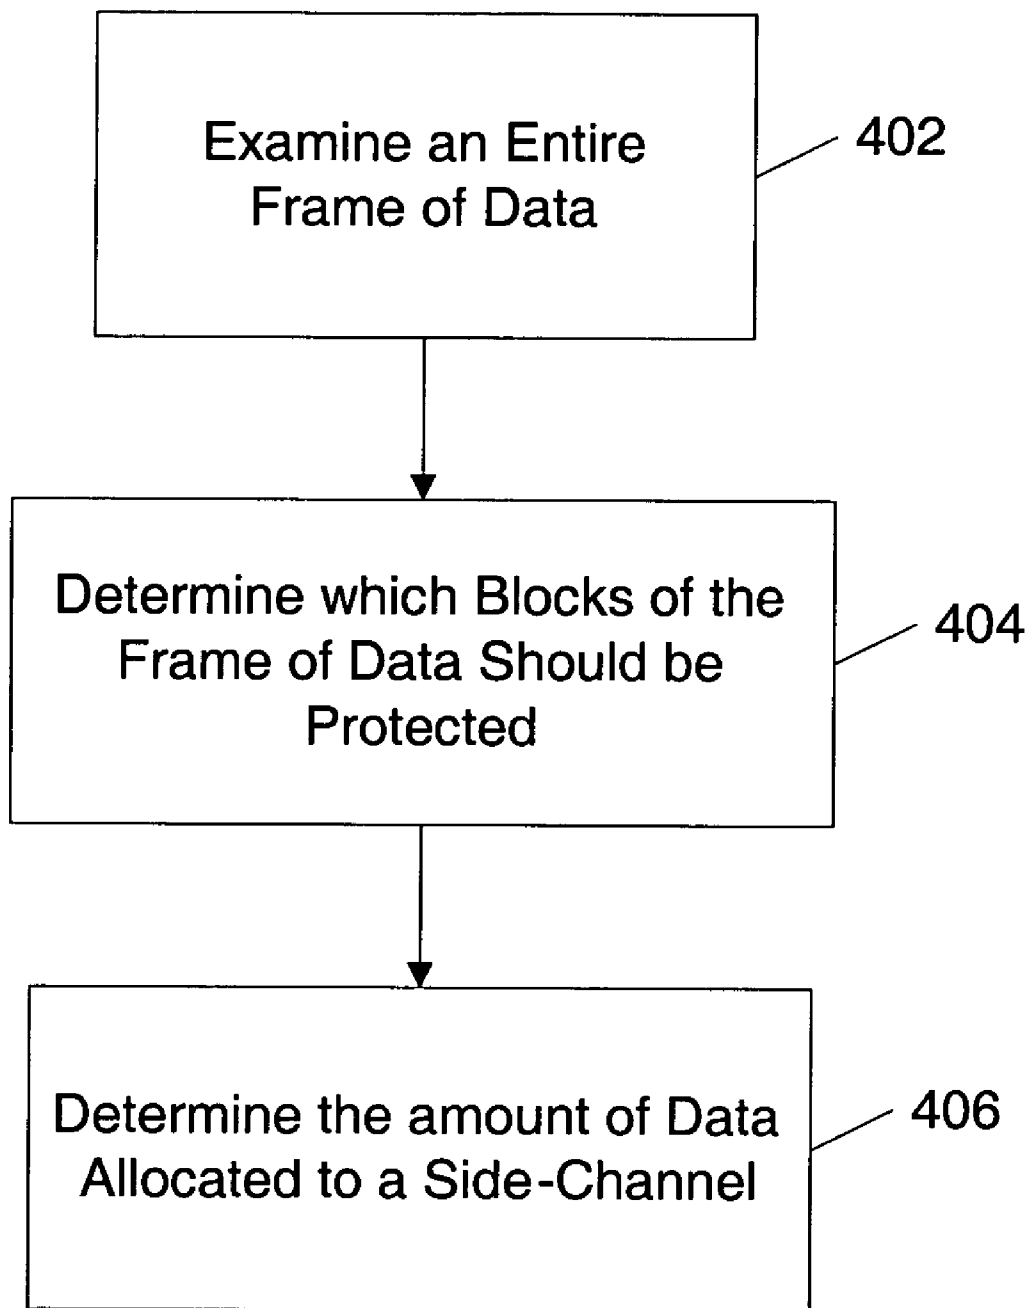 Examine an Entire
Frame of Data
402
Determine which Blocks of the
Frame of Data Should be
Protected
404
Determine the amount of Data
Allocated to a Side-Channel
406